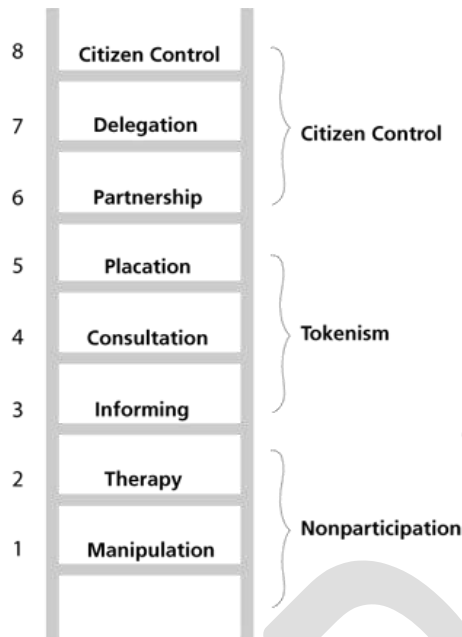 8 Citizen Control
7 Delegation
Citizen Control
6 Partnership
5 Placation
4 Consultation
Tokenism
3 Informing
2 Therapy
Nonparticipation
1 Manipulation